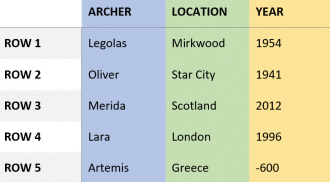 ARCHER LOCATION YEAR
ROW 1 Legolas Mirkwood 1954
ROW 2 Oliver Star City 1941
ROW 3 Merida Scotland 2012
ROW 4 Lara London 1996
ROW 5 Artemis Greece -600